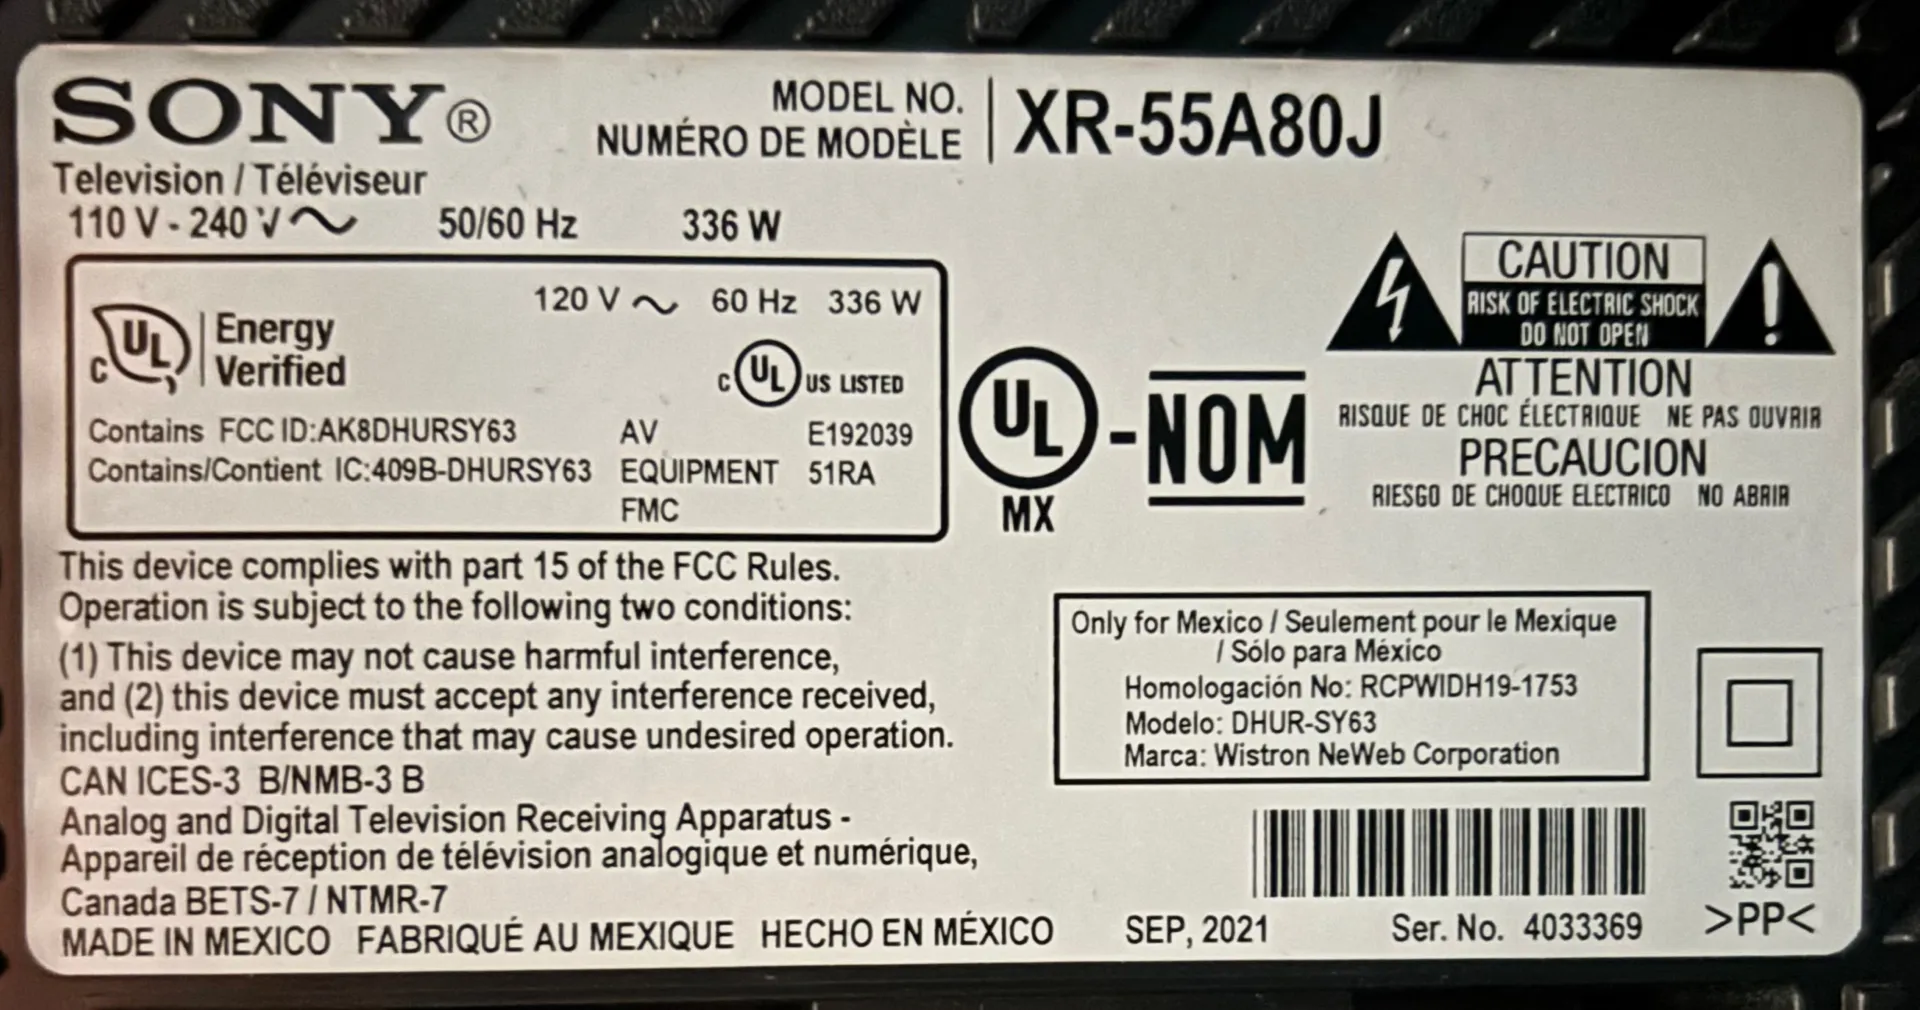 SONY®
MODEL NO.
NUMÉRO DE MODÈLE
XR-55A80J
Television / Téléviseur
110 V - 240 V 50/60 Hz 336 W
120 V 60 Hz 336 W
C UL Energy
Verified
C UL US LISTED
Contains FCC ID:AK8DHURSY63
Contains/Contient IC:409B-DHURSY63
AV
EQUIPMENT
FMC
E192039
51RA
UL
MX
-NOM
CAUTION
RISK OF ELECTRIC SHOCK
DO NOT OPEN
ATTENTION
RISQUE DE CHOC ÉLECTRIQUE NE PAS OUVRIR
PRECAUCION
RIESGO DE CHOQUE ELECTRICO NO ABRIR
This device complies with part 15 of the FCC Rules.
Operation is subject to the following two conditions:
(1) This device may not cause harmful interference,
and (2) this device must accept any interference received,
including interference that may cause undesired operation.
CAN ICES-3 B/NMB-3 B
Analog and Digital Television Receiving Apparatus -
Appareil de réception de télévision analogique et numérique,
Canada BETS-7 / NTMR-7
MADE IN MEXICO FABRIQUÉ AU MEXIQUE HECHO EN MÉXICO
Only for Mexico / Seulement pour le Mexique
/ Sólo para México
Homologación No: RCPWIDH19-1753
Modelo: DHUR-SY63
Marca: Wistron NeWeb Corporation
SEP, 2021
Ser. No. 4033369
>PP<